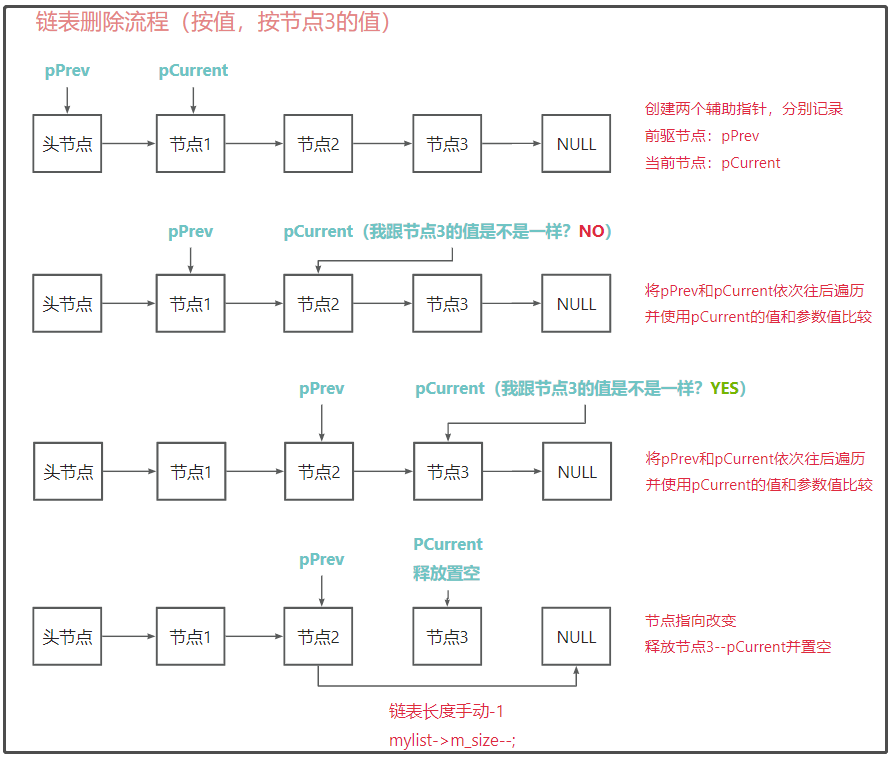 链表删除流程（按值，按节点3的值）
pPrev
pCurrent
头节点
节点1
节点2
节点3
NULL
创建两个辅助指针，分别记录
前驱节点：pPrev
当前节点：pCurrent
pPrev
pCurrent（我跟节点3的值是不是一样？NO）
头节点
节点1
节点2
节点3
NULL
将pPrev和pCurrent依次往后遍历
并使用pCurrent的值和参数值比较
pPrev
pCurrent（我跟节点3的值是不是一样？YES）
头节点
节点1
节点2
节点3
NULL
将pPrev和pCurrent依次往后遍历
并使用pCurrent的值和参数值比较
pPrev
PCurrent
释放置空
头节点
节点1
节点2
节点3
NULL
节点指向改变
释放节点3--pCurrent并置空
链表长度手动-1
mylist->m_size--;